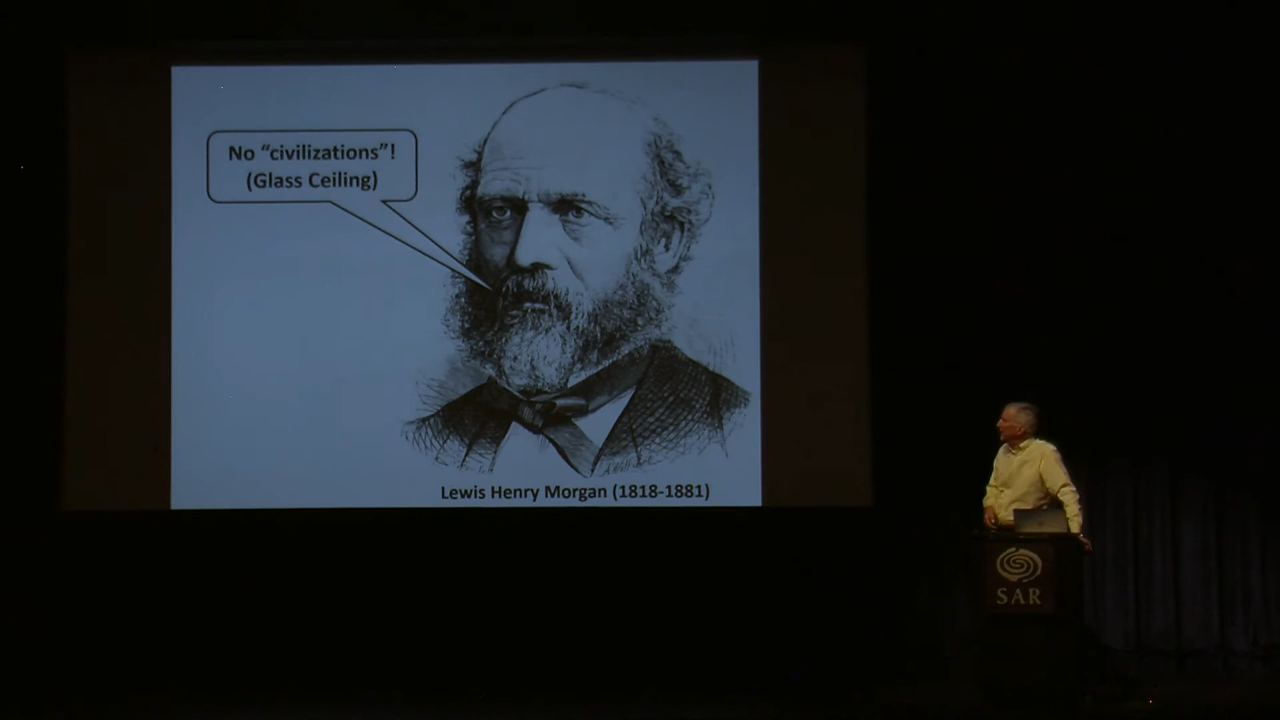 No “civilizations”!
(Glass Ceiling)
Lewis Henry Morgan (1818-1881)
SAR